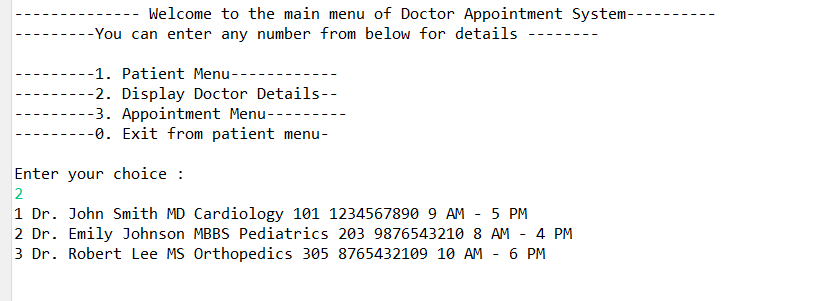 -------------- Welcome to the main menu of Doctor Appointment System----------
---------You can enter any number from below for details --------
---------1. Patient Menu------------
---------2. Display Doctor Details--
---------3. Appointment Menu---------
---------0. Exit from patient menu-
Enter your choice :
2
1 Dr. John Smith MD Cardiology 101 1234567890 9 AM - 5 PM
2 Dr. Emily Johnson MBBS Pediatrics 203 9876543210 8 AM - 4 PM
3 Dr. Robert Lee MS Orthopedics 305 8765432109 10 AM - 6 PM